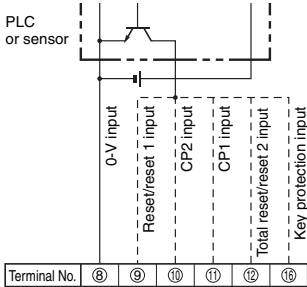 PLC
or sensor
0-V input
Reset/reset 1 input
CP2 input
CP1 input
Total reset/reset 2 input
Key protection input
Terminal No. ⑧ ⑨ ⑩ ⑪ ⑫ ⑯